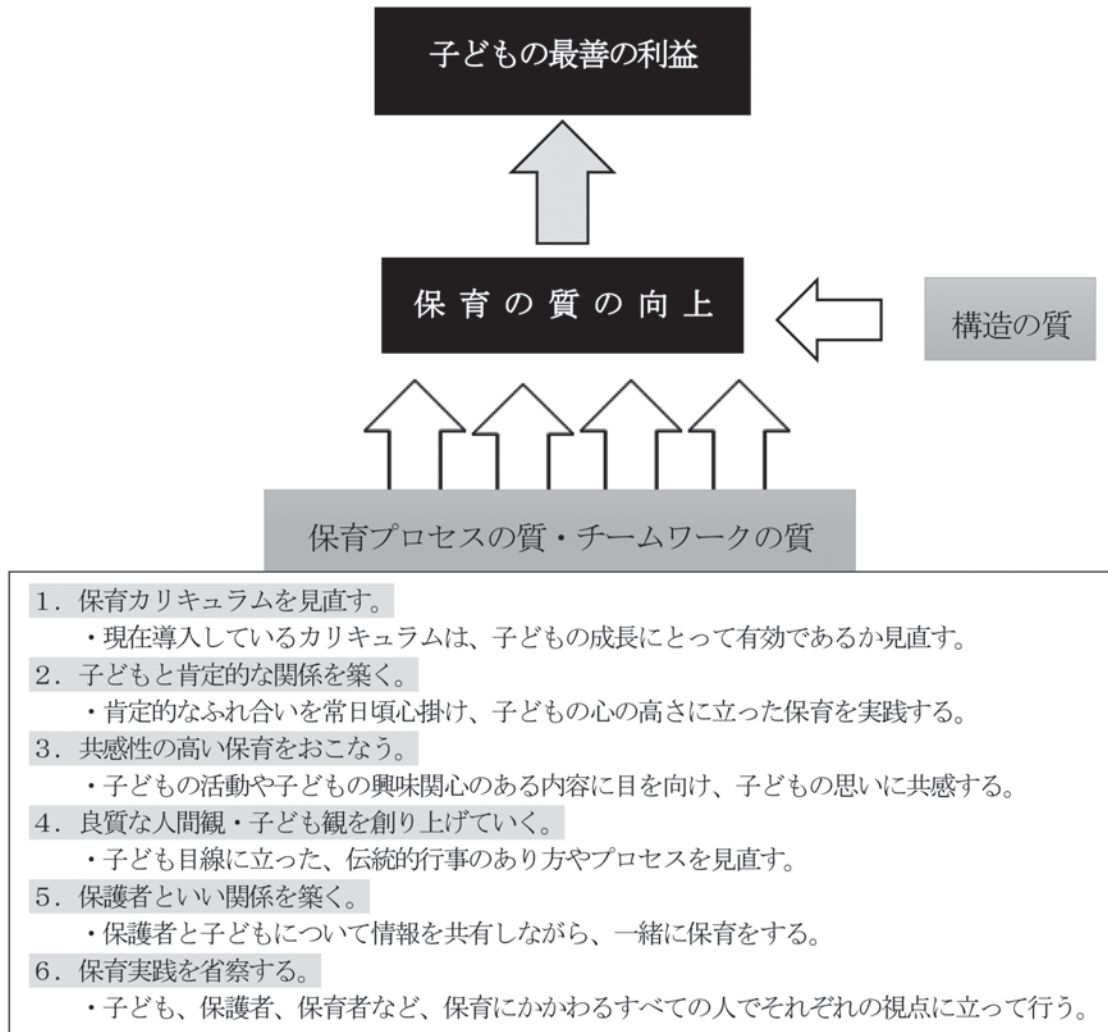 子どもの最善の利益
保育の質の向上
構造の質
保育プロセスの質・チームワークの質
1．保育カリキュラムを見直す。
・現在導入しているカリキュラムは、子どもの成長にとって有効であるか見直す。
2．子どもと肯定的な関係を築く。
・肯定的なふれ合いを常日頃心掛け、子どもの心の高さに立った保育を実践する。
3．共感性の高い保育をおこなう。
・子どもの活動や子どもの興味関心のある内容に目を向け、子どもの思いに共感する。
4．良質な人間観・子ども観を創り上げていく。
・子ども目線に立った、伝統的行事のあり方やプロセスを見直す。
5．保護者といい関係を築く。
・保護者と子どもについて情報を共有しながら、一緒に保育をする。
6．保育実践を省察する。
・子ども、保護者、保育者など、保育にかかわるすべての人でそれぞれの視点に立って行う。